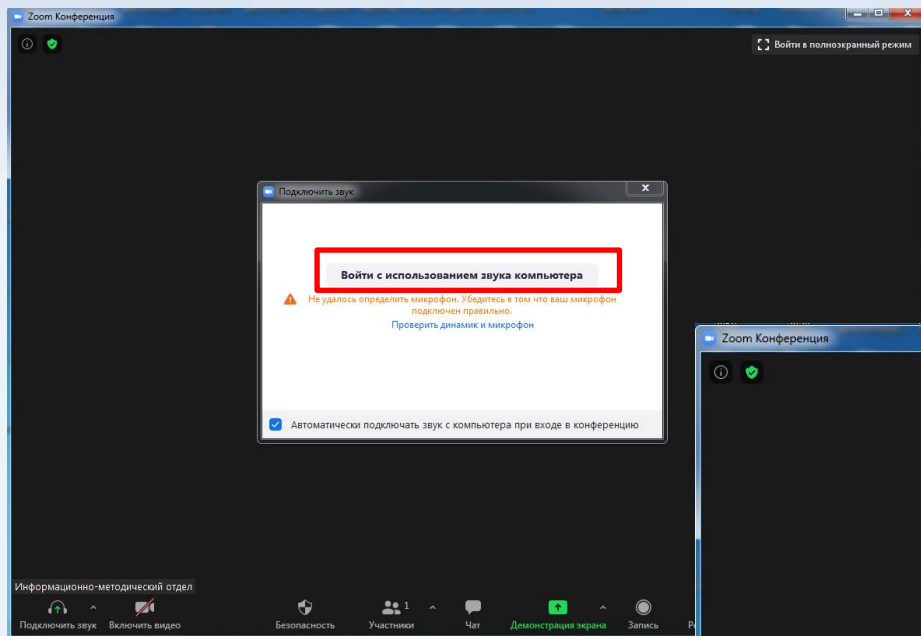 Zoom Конференция
Войти в полноэкранный режим
Подключить звук
Войти с использованием звука компьютера
Не удалось определить микрофон. Убедитесь в том что ваш микрофон
подключен правильно.
Проверить динамик и микрофон
Автоматически подключать звук с компьютера при входе в конференцию
Zoom Конференция
Информационно-методический отдел
1
Подключить звук Включить видео Безопасность Участники Чат Демонстрация экрана Запись